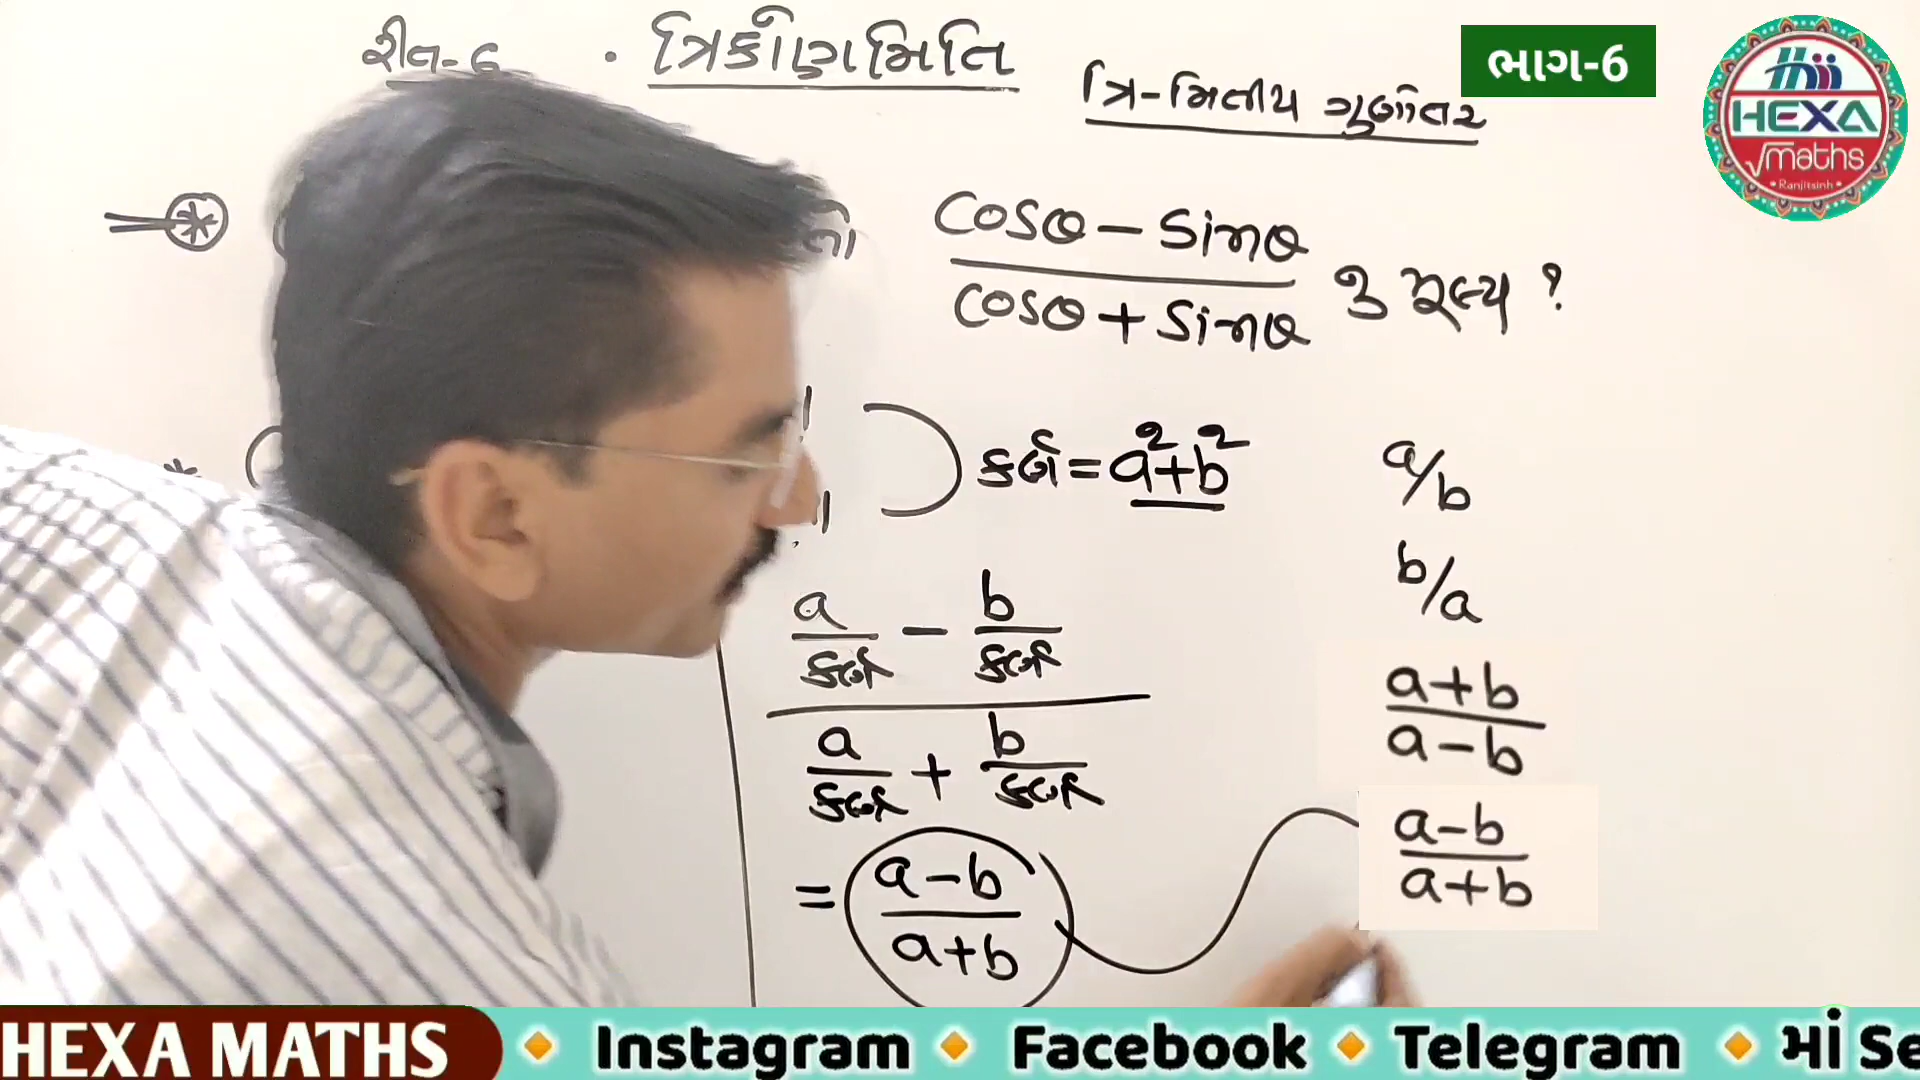 રીત-6 . ત્રિકોણમિતિ
ત્રિ-મિતીય ગુણોત્તર
ભાગ-6
HEXA
√maths
Ranjitsinh
તો cosθ - sinθ
cosθ + sinθ નું મૂલ્ય ?
કર્ણ = a²+b²
a/b
b/a
a/કર્ણ - b/કર્ણ
a/કર્ણ + b/કર્ણ
a+b
a-b
a-b
a+b
= a-b
a+b
HEXA MATHS 🔸 Instagram 🔸 Facebook 🔸 Telegram 🔸 માં Se